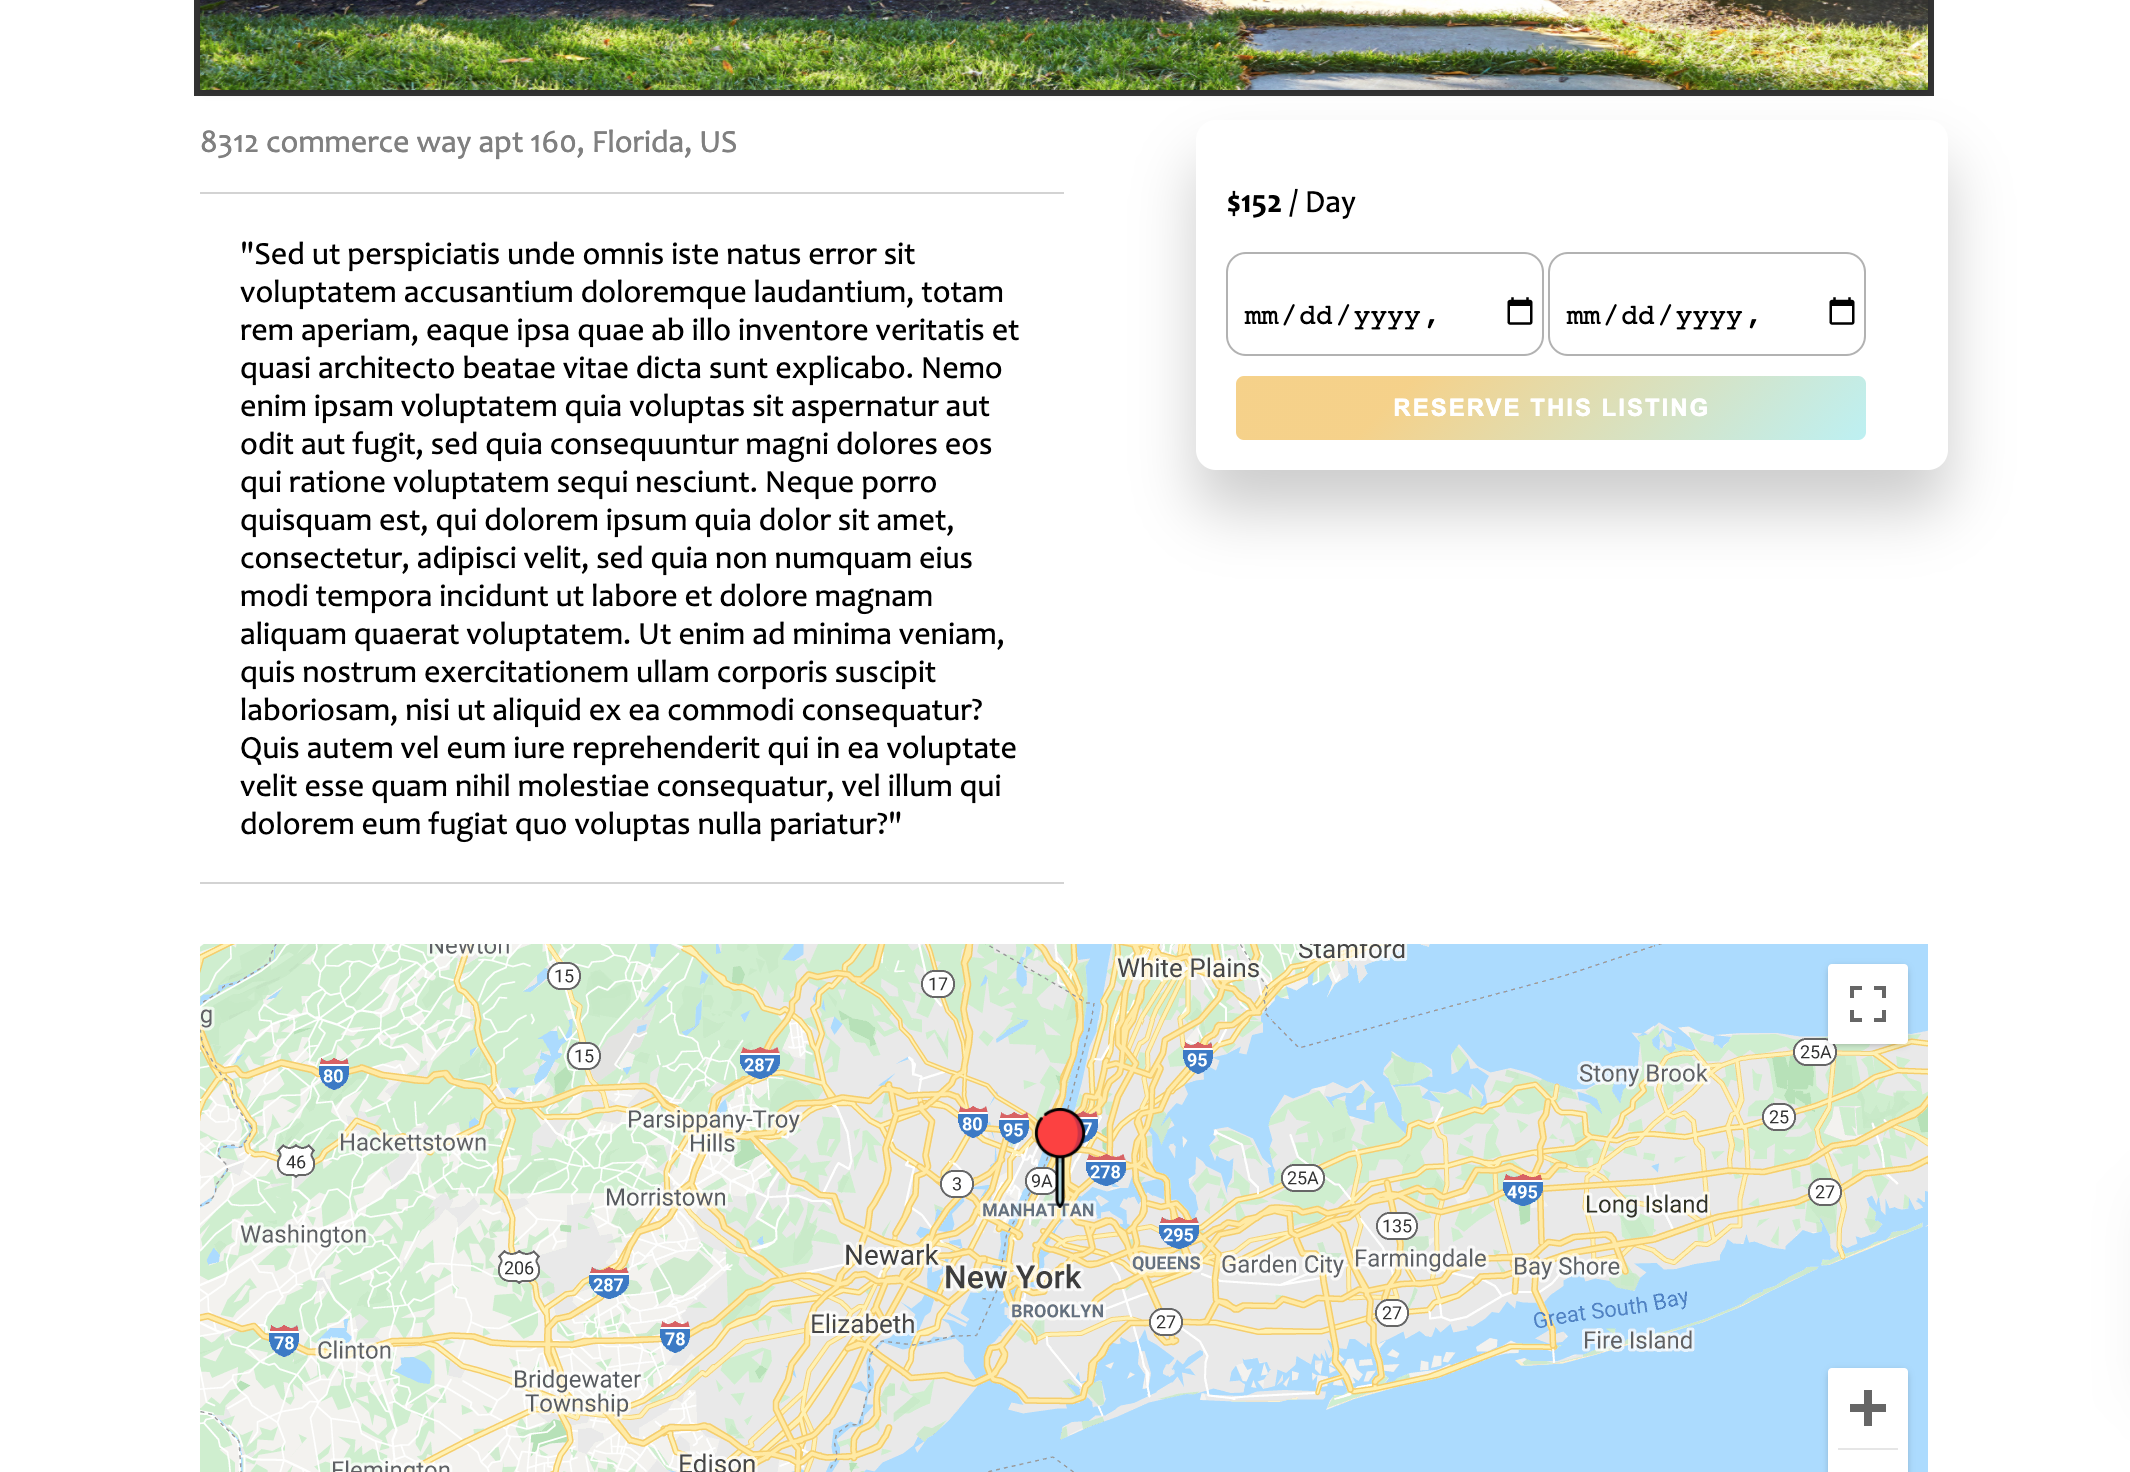 8312 commerce way apt 160, Florida, US
"Sed ut perspiciatis unde omnis iste natus error sit
voluptatem accusantium doloremque laudantium, totam
rem aperiam, eaque ipsa quae ab illo inventore veritatis et
quasi architecto beatae vitae dicta sunt explicabo. Nemo
enim ipsam voluptatem quia voluptas sit aspernatur aut
odit aut fugit, sed quia consequuntur magni dolores eos
qui ratione voluptatem sequi nesciunt. Neque porro
quisquam est, qui dolorem ipsum quia dolor sit amet,
consectetur, adipisci velit, sed quia non numquam eius
modi tempora incidunt ut labore et dolore magnam
aliquam quaerat voluptatem. Ut enim ad minima veniam,
quis nostrum exercitationem ullam corporis suscipit
laboriosam, nisi ut aliquid ex ea commodi consequatur?
Quis autem vel eum iure reprehenderit qui in ea voluptate
velit esse quam nihil molestiae consequatur, vel illum qui
dolorem eum fugiat quo voluptas nulla pariatur?"
$152 / Day
mm/dd/yyyy, mm/dd/yyyy,
RESERVE THIS LISTING
Newton
Stamford
White Plains
15
17
g
15
287
95
25A
80
Stony Brook
Parsippany-Troy
Hills
80
95
7
25
Hackettstown
46
278
3
9A
25A
495
27
Morristown
MANHATTAN
Long Island
Washington
135
295
Newark
QUEENS
Garden City
Farmingdale
Bay Shore
206
287
New York
BROOKLYN
Great South Bay
Elizabeth
27
27
Fire Island
78
78
Clinton
Bridgewater
Township
Edison
Flemington